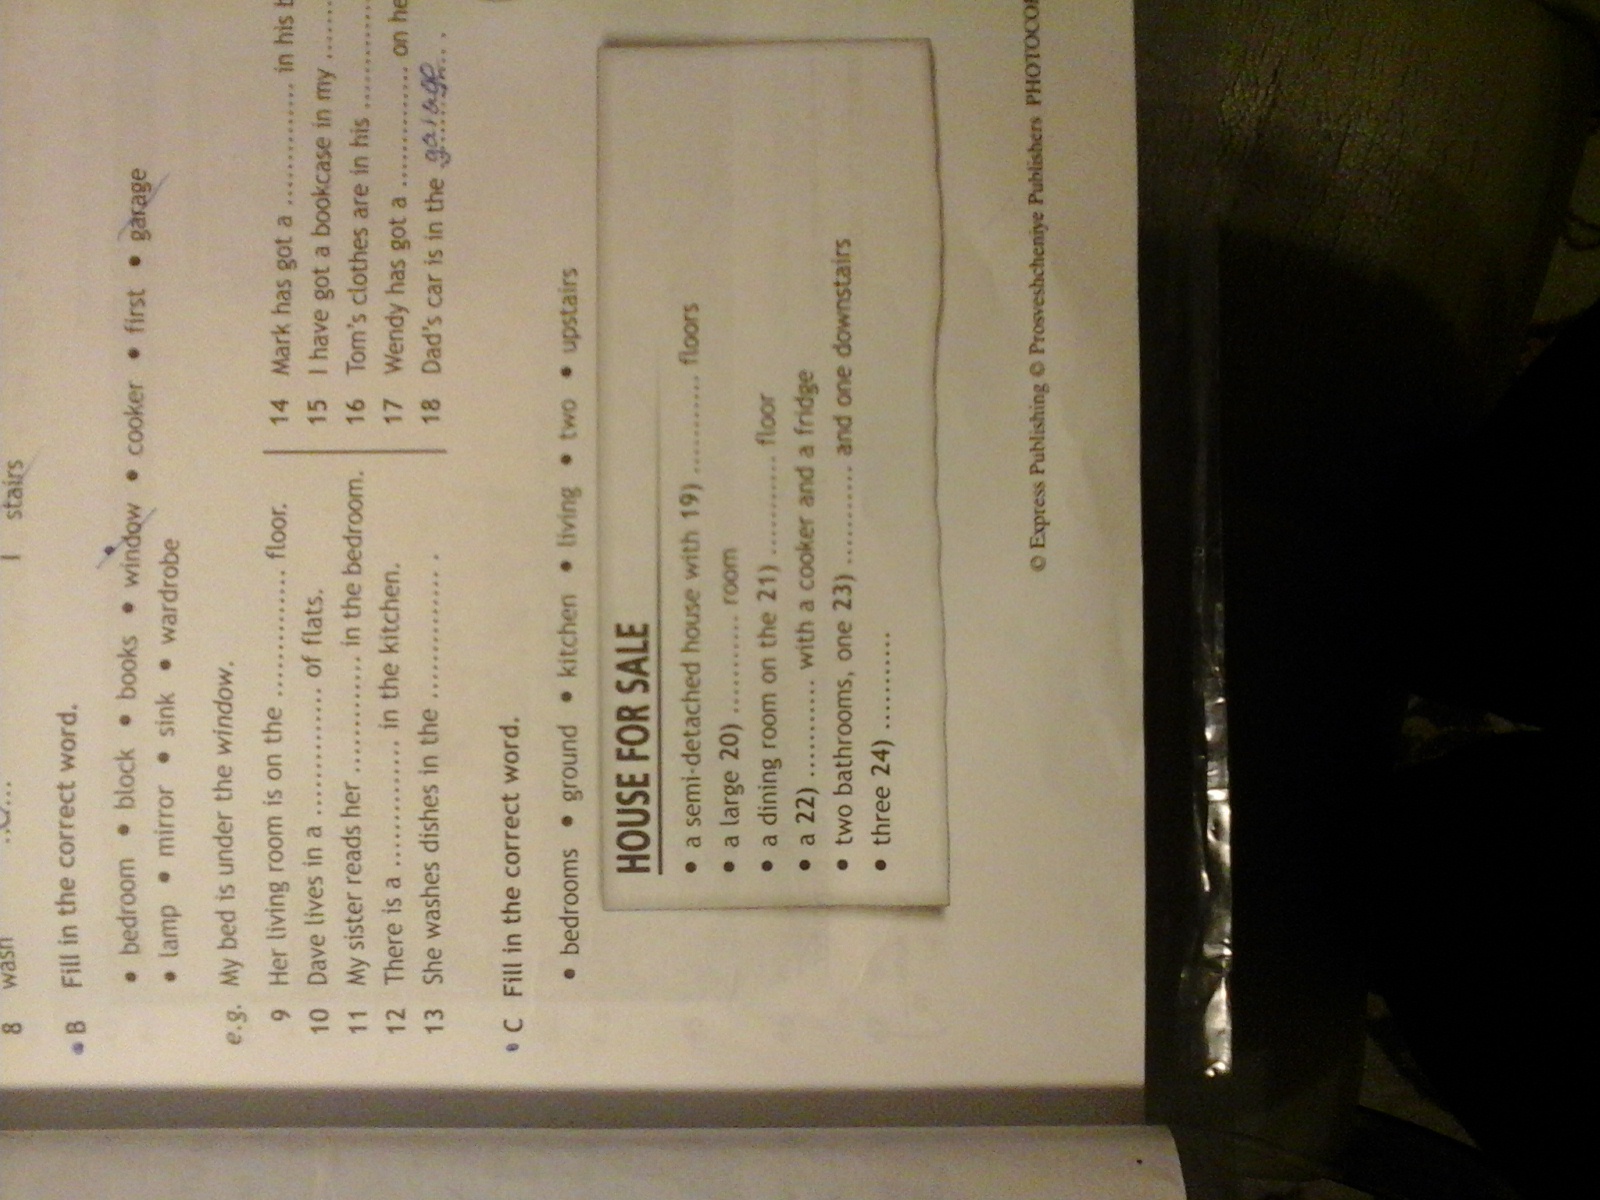 8 wash
l stairs
B Fill in the correct word.
• bedroom • block • books • window • cooker • first • garage
• lamp • mirror • sink • wardrobe
e.g. My bed is under the window.
9 Her living room is on the ............. floor.
10 Dave lives in a ............. of flats.
11 My sister reads her ............. in the bedroom.
12 There is a ............. in the kitchen.
13 She washes dishes in the ............. .
14 Mark has got a ............. in his
15 I have got a bookcase in my
16 Tom's clothes are in his .............
17 Wendy has got a ............. on
18 Dad's car is in the garage .
C Fill in the correct word.
• bedrooms • ground • kitchen • living • two • upstairs
HOUSE FOR SALE
• a semi-detached house with 19) ........... floors
• a large 20) ........... room
• a dining room on the 21) ........... floor
• a 22) ........... with a cooker and a fridge
• two bathrooms, one 23) ........... and one downstairs
• three 24) ...........
© Express Publishing © Prosveshcheniye Publishers